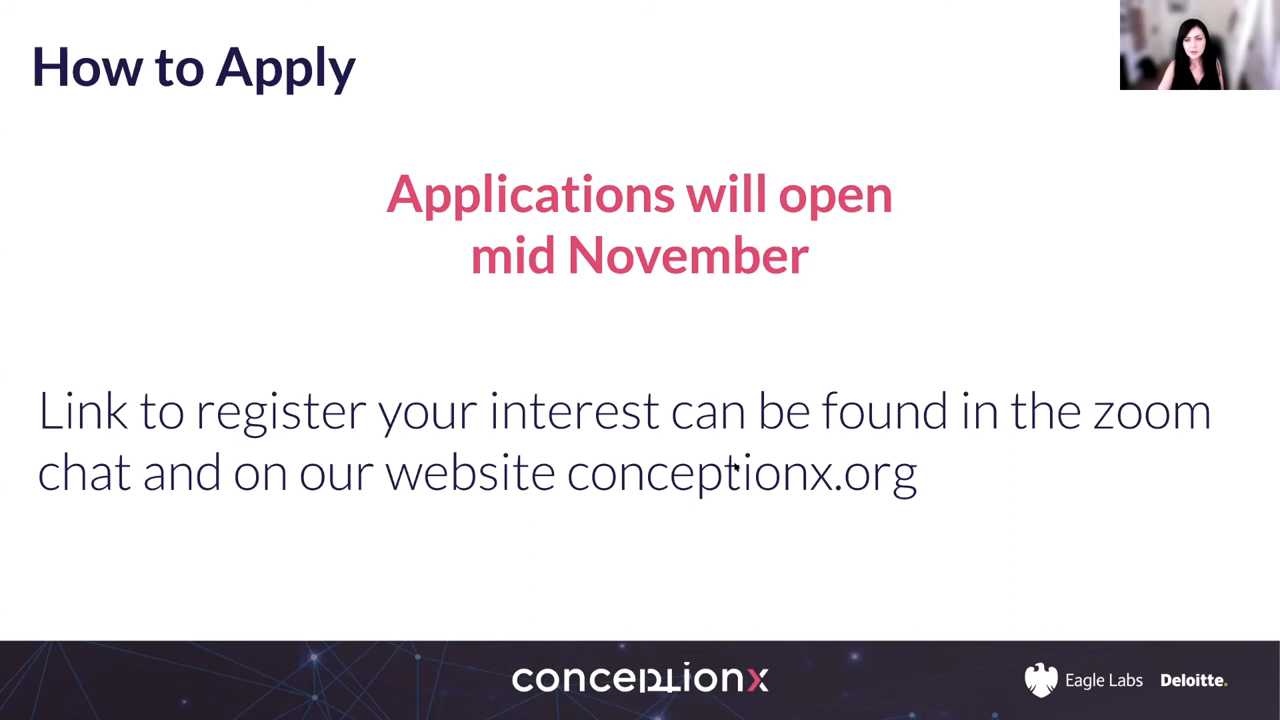 How to Apply
Applications will open
mid November
Link to register your interest can be found in the zoom
chat and on our website conceptionx.org
conceptionx
Eagle Labs
Deloitte.